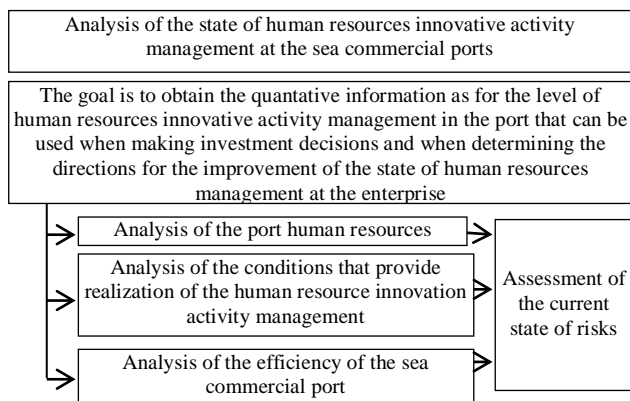 Analysis of the state of human resources innovative activity
management at the sea commercial ports
The goal is to obtain the quantative information as for the level of
human resources innovative activity management in the port that can be
used when making investment decisions and when determining the
directions for the improvement of the state of human resources
management at the enterprise
Analysis of the port human resources
Analysis of the conditions that provide
realization of the human resource innovation
activity management
Analysis of the efficiency of the sea
commercial port
Assessment of
the current
state of risks